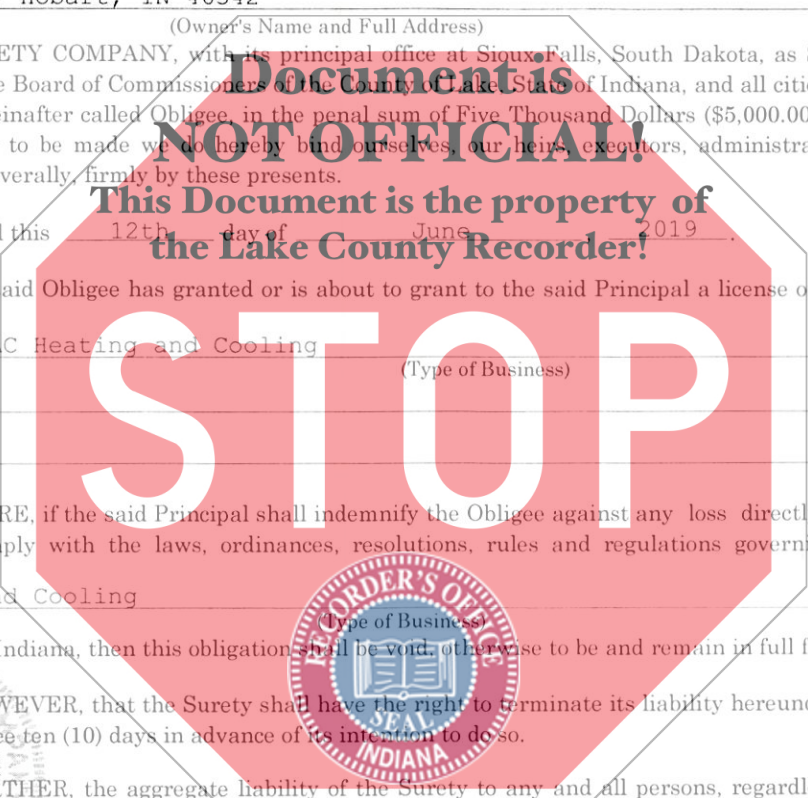 Hobart, IN 46342
(Owner's Name and Full Address)
ETY COMPANY, with its principal office at Sioux Falls, South Dakota, as
Document is
e Board of Commissioners of the County of Lake, State of Indiana, and all citi
einafter called Obligee, in the penal sum of Five Thousand Dollars ($5,000.00
NOT OFFICIAL!
to be made we do hereby bind ourselves, our heirs, executors, administra
verally, firmly by these presents.
This Document is the property of
this 12th day of June, 2019.
the Lake County Recorder!
aid Obligee has granted or is about to grant to the said Principal a license o
C Heating and Cooling
(Type of Business)
STOP
RE, if the said Principal shall indemnify the Obligee against any loss directl
ply with the laws, ordinances, resolutions, rules and regulations governi
d Cooling
(Type of Business)
RECORDER'S OFFICE
Indiana, then this obligation shall be void, otherwise to be and remain in full f
WEVER, that the Surety shall have the right to terminate its liability hereund
SEAL
ee ten (10) days in advance of its intention to do so.
INDIANA
THER, the aggregate liability of the Surety to any and all persons, regardl